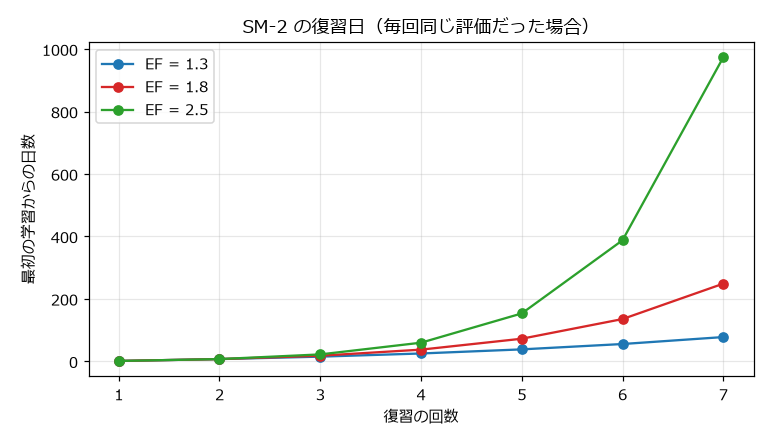 SM-2 の復習日（毎回同じ評価だった場合）
EF = 1.3
EF = 1.8
EF = 2.5
最初の学習からの日数
1000
800
600
400
200
0
1 2 3 4 5 6 7
復習の回数